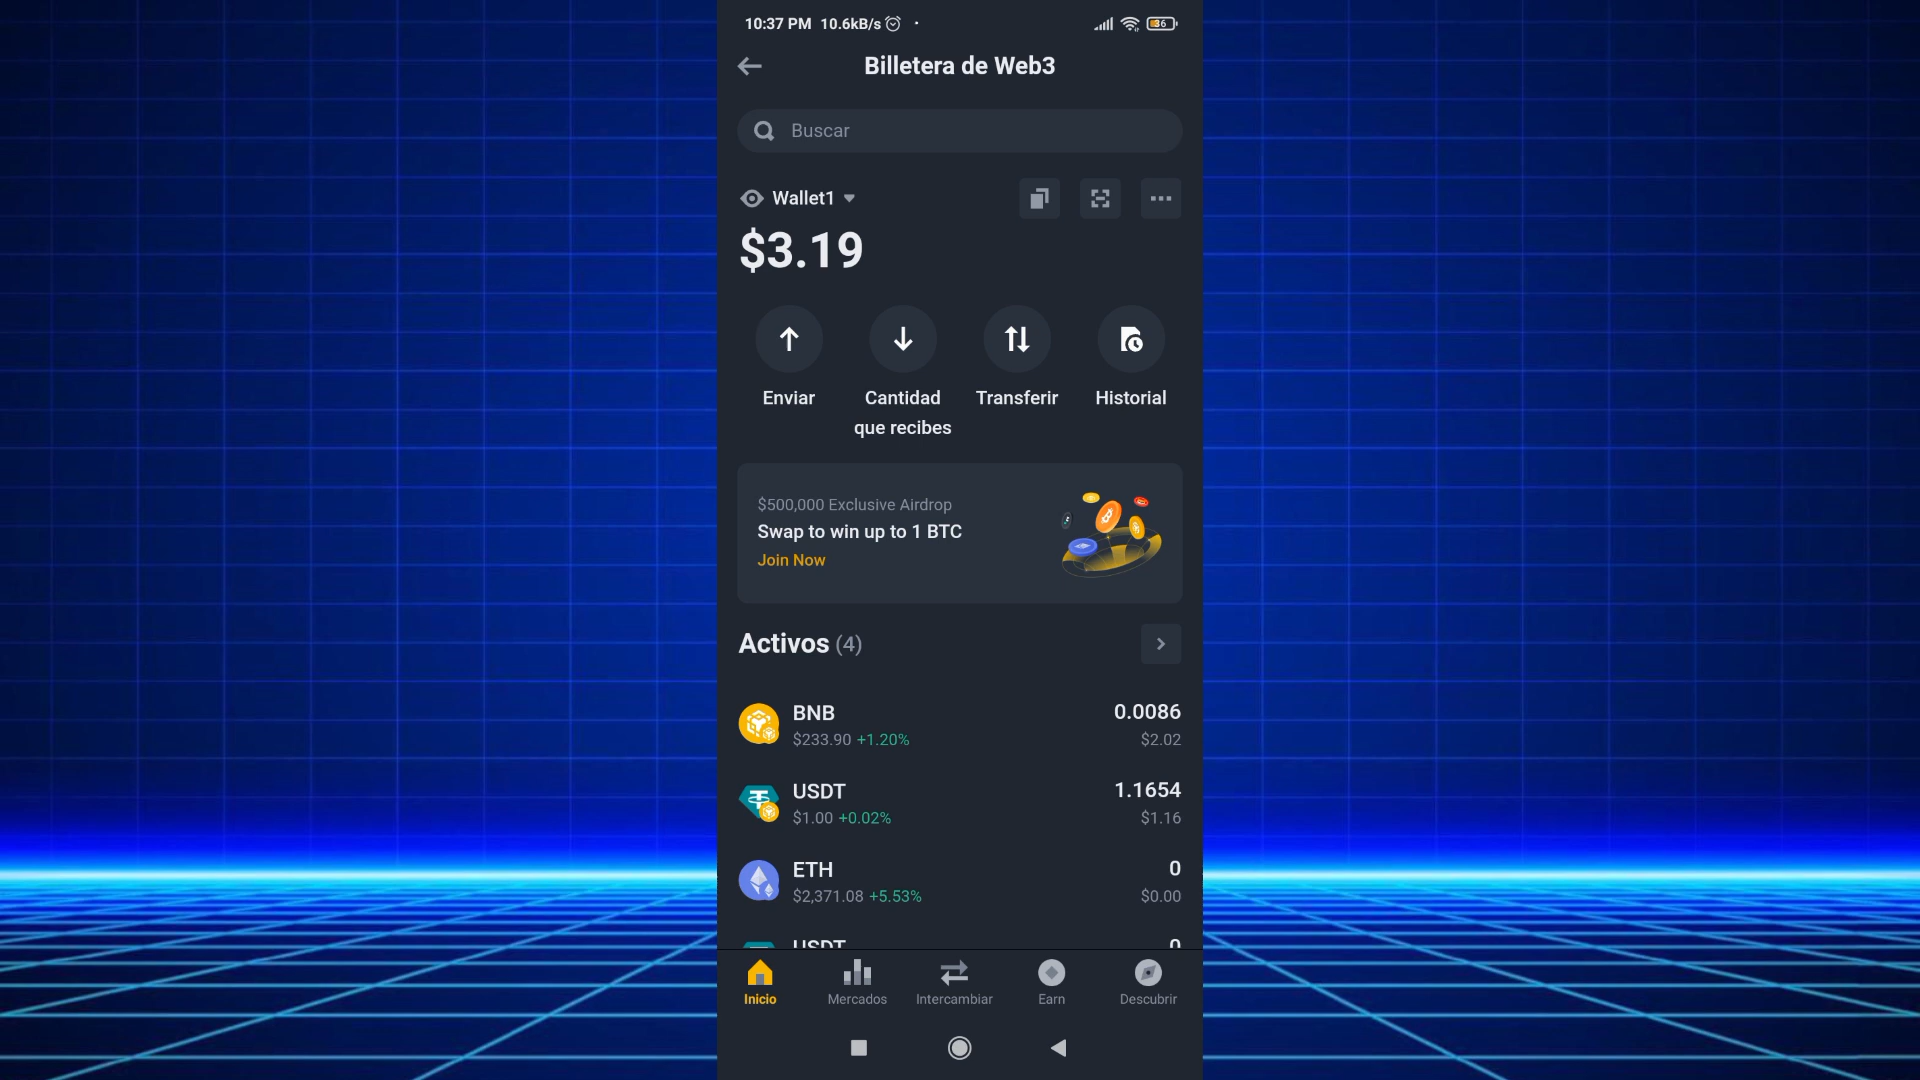 10:37 PM 10.6kB/s
36
Billetera de Web3
Buscar
Wallet1
$3.19
Enviar
Cantidad que recibes
Transferir
Historial
$500,000 Exclusive Airdrop
Swap to win up to 1 BTC
Join Now
Activos (4)
BNB 0.0086
$233.90 +1.20% $2.02
USDT 1.1654
$1.00 +0.02% $1.16
ETH 0
$2,371.08 +5.53% $0.00
USDT 0
Inicio
Mercados
Intercambiar
Earn
Descubrir